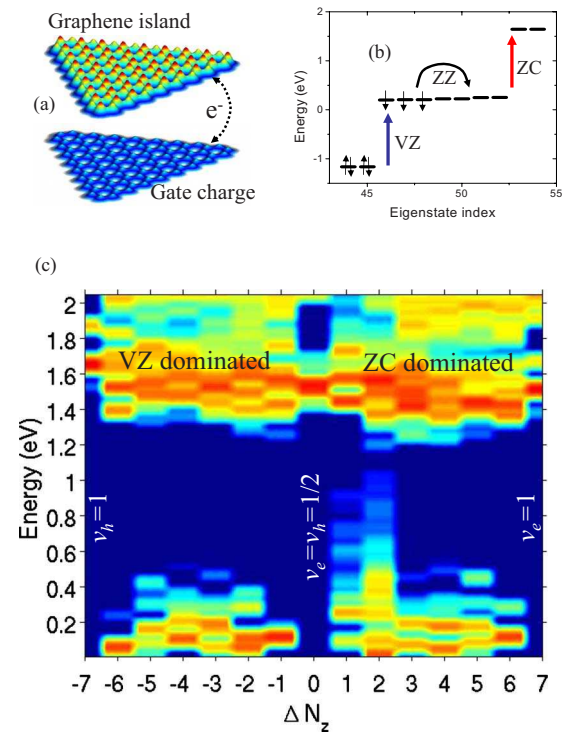 Graphene island
(a)
e-
Gate charge
(b)
ZC
ZZ
VZ
Energy (eV)
2
1
0
-1
45
50
55
Eigenstate index
(c)
VZ dominated
ZC dominated
Energy (eV)
2
1.8
1.6
1.4
1.2
1
0.8
0.6
0.4
0.2
νh=1
νe=νh=1/2
νe=1
-7 -6 -5 -4 -3 -2 -1 0 1 2 3 4 5 6 7
Δ Nz